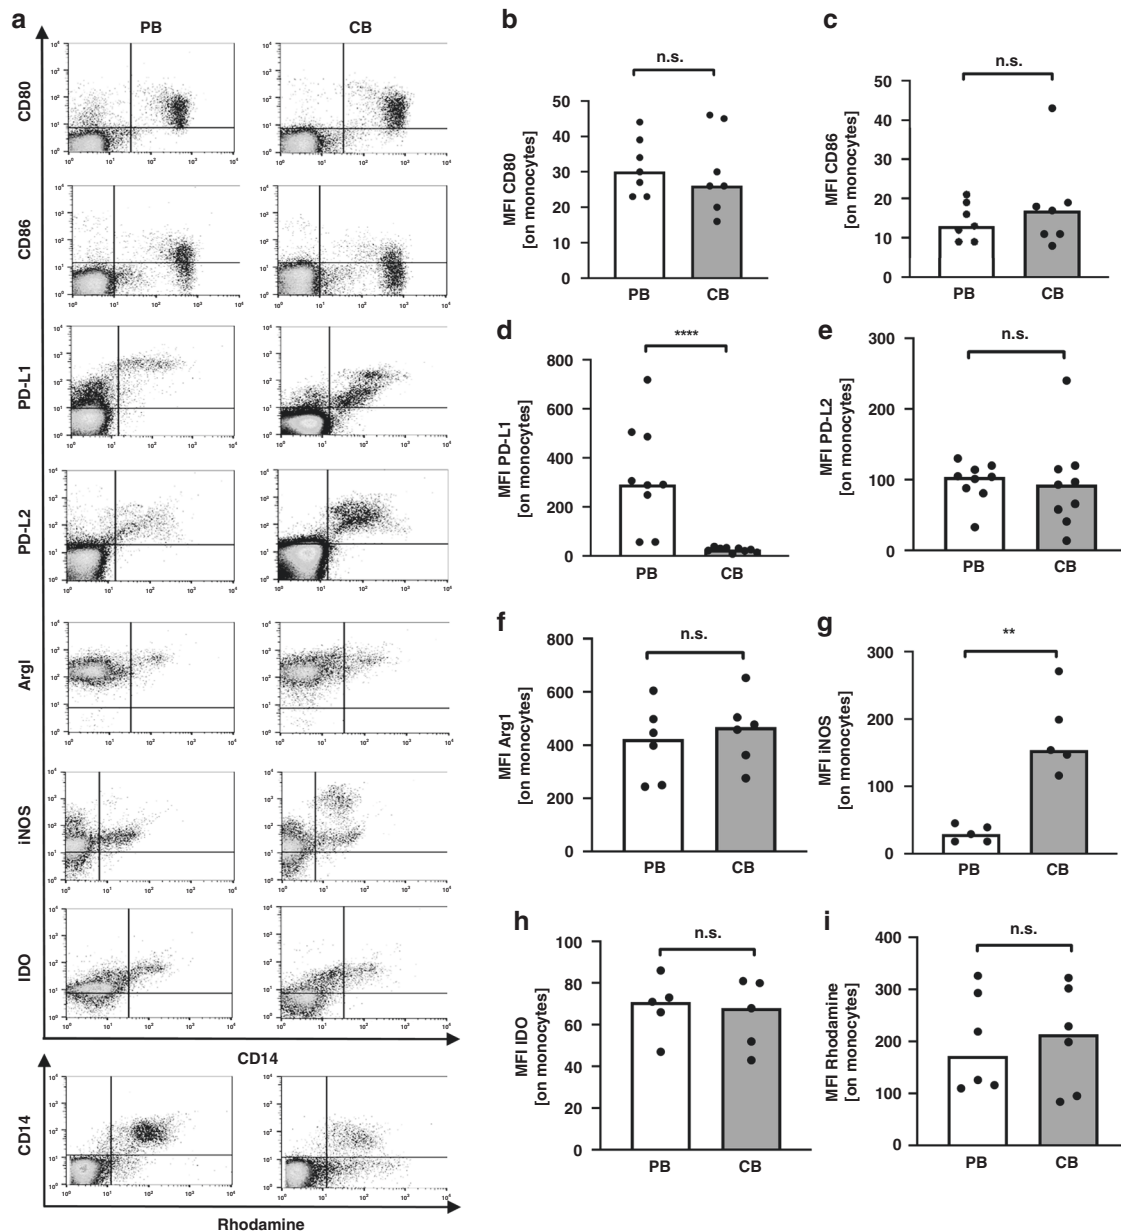 a
PB
CB
CD80
CD86
PD-L1
PD-L2
ArgI
iNOS
IDO
CD14
CD14
Rhodamine
b
n.s.
MFI CD80
[on monocytes]
50
40
30
20
10
0
PB
CB
c
n.s.
MFI CD86
[on monocytes]
50
40
30
20
10
0
PB
CB
d
****
MFI PD-L1
[on monocytes]
800
600
400
200
0
PB
CB
e
n.s.
MFI PD-L2
[on monocytes]
300
200
100
0
PB
CB
f
n.s.
MFI Arg1
[on monocytes]
800
600
400
200
0
PB
CB
g
**
MFI iNOS
[on monocytes]
300
200
100
0
PB
CB
h
n.s.
MFI IDO
[on monocytes]
100
80
60
40
20
0
PB
CB
i
n.s.
MFI Rhodamine
[on monocytes]
400
300
200
100
0
PB
CB